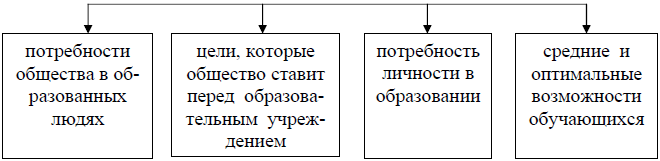 потребности
общества в об-
разованных
людях
цели, которые
общество ставит
перед образова-
тельным учреж-
дением
потребность
личности в
образовании
средние и
оптимальные
возможности
обучающихся